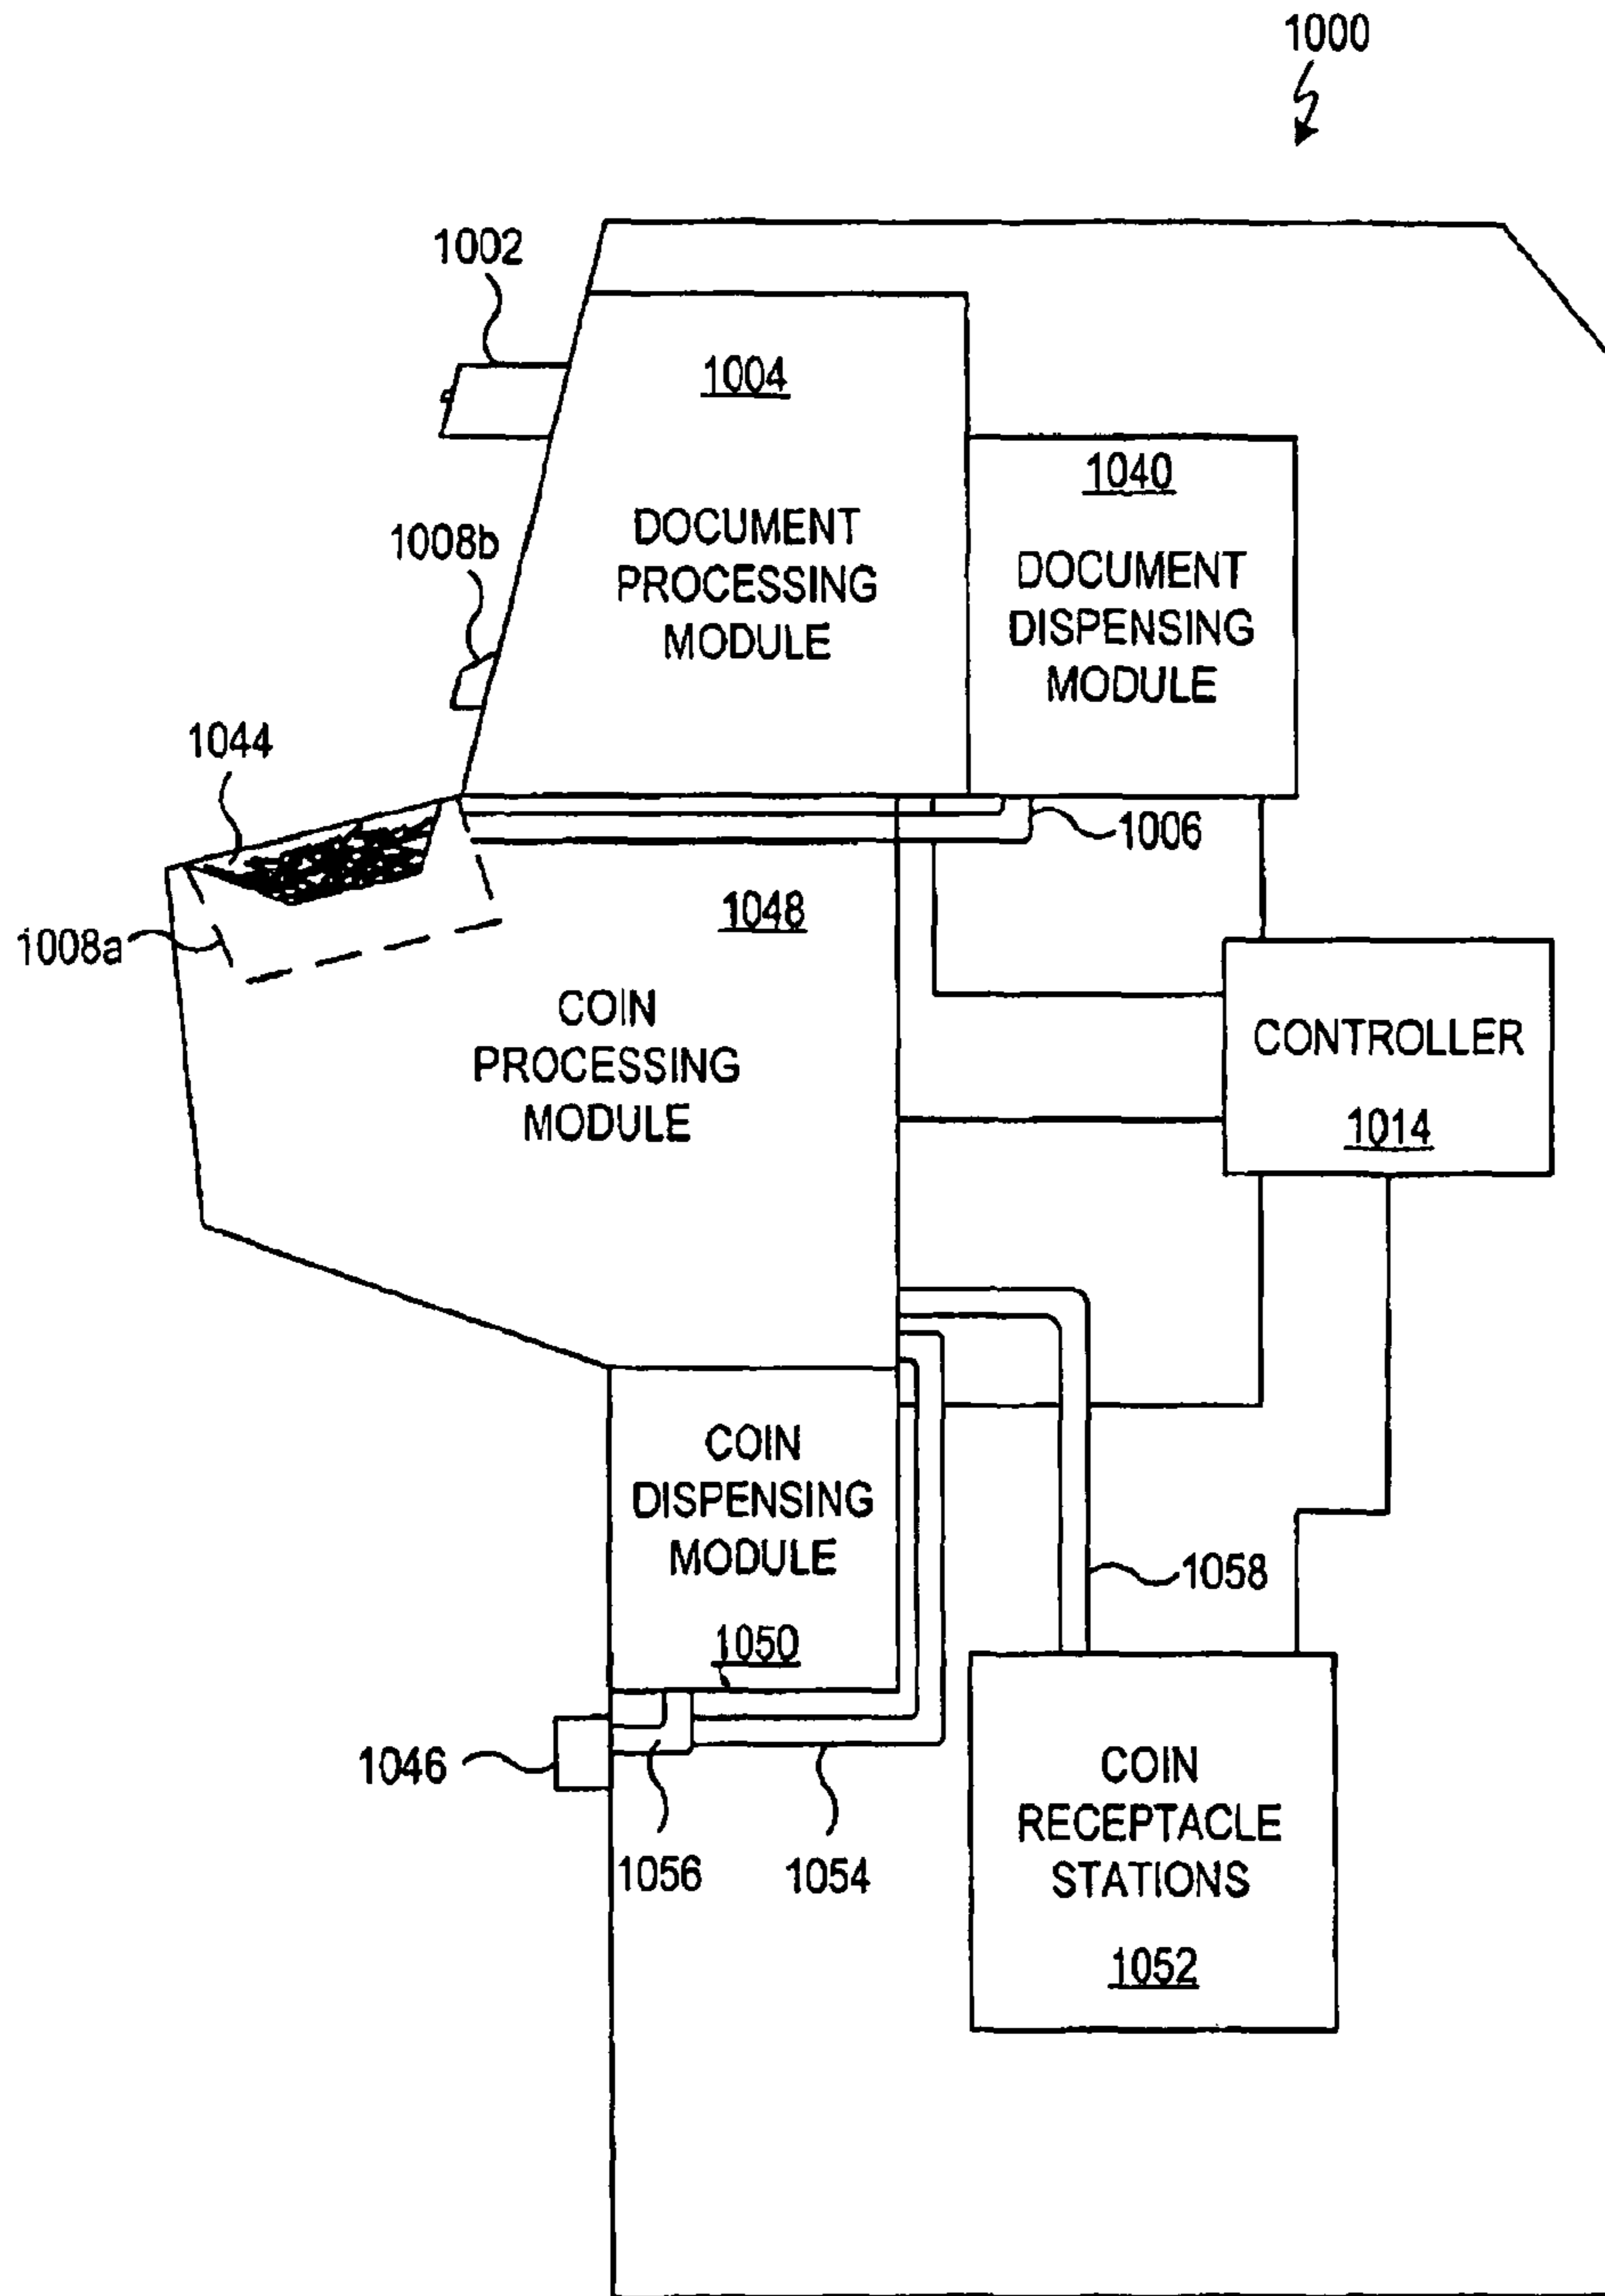 1000
1002
1004
DOCUMENT
PROCESSING
MODULE
1040
DOCUMENT
DISPENSING
MODULE
1008b
1044
1006
1008a
1048
COIN
PROCESSING
MODULE
CONTROLLER
1014
COIN
DISPENSING
MODULE
1050
1058
1046
1056
1054
COIN
RECEPTACLE
STATIONS
1052